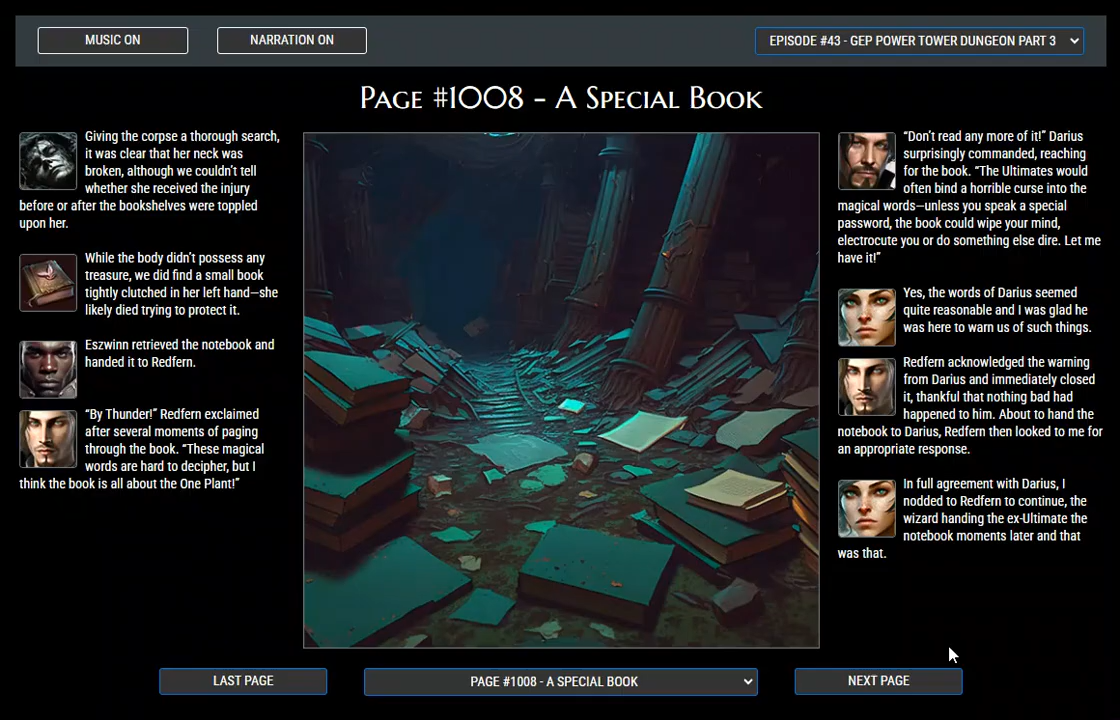 MUSIC ON
NARRATION ON
EPISODE #43 - GEP POWER TOWER DUNGEON PART 3
Page #1008 - A Special Book
Giving the corpse a thorough search,
it was clear that her neck was
broken, although we couldn't tell
whether she received the injury
before or after the bookshelves were toppled
upon her.
While the body didn't possess any
treasure, we did find a small book
tightly clutched in her left hand—she
likely died trying to protect it.
Eszwinn retrieved the notebook and
handed it to Redfern.
“By Thunder!” Redfern exclaimed
after several moments of paging
through the book. “These magical
words are hard to decipher, but I
think the book is all about the One Plant!”
“Don't read any more of it!” Darius
surprisingly commanded, reaching
for the book. “The Ultimates would
often bind a horrible curse into the
magical words—unless you speak a special
password, the book could wipe your mind,
electrocute you or do something else dire. Let me
have it!”
Yes, the words of Darius seemed
quite reasonable and I was glad he
was here to warn us of such things.
Redfern acknowledged the warning
from Darius and immediately closed
it, thankful that nothing bad had
happened to him. About to hand the
notebook to Darius, Redfern then looked to me for
an appropriate response.
In full agreement with Darius, I
nodded to Redfern to continue, the
wizard handing the ex-Ultimate the
notebook moments later and that
was that.
LAST PAGE
PAGE #1008 - A SPECIAL BOOK
NEXT PAGE